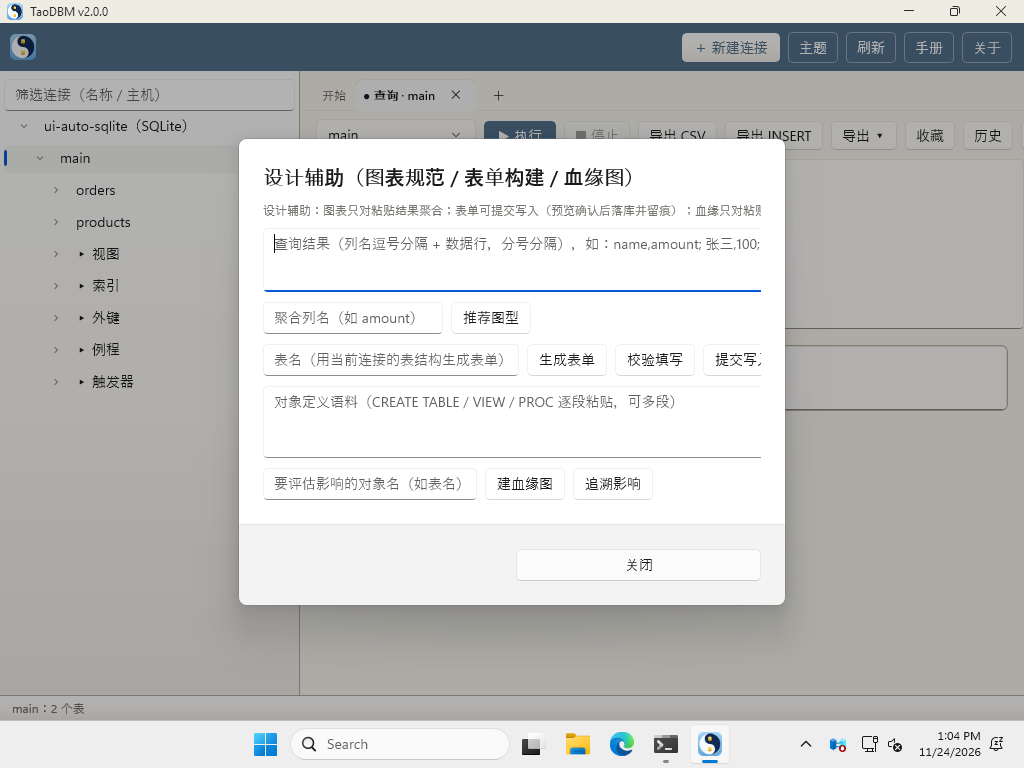 TaoDBM v2.0.0
+ 新建连接 主题 刷新 手册 关于
筛选连接（名称 / 主机）
开始 ● 查询 · main
ui-auto-sqlite（SQLite）
main
orders
products
视图
索引
外键
例程
触发器
main 执行 停止 导出 CSV 导出 INSERT 导出 收藏 历史
设计辅助（图表规范 / 表单构建 / 血缘图）
设计辅助：图表只对粘贴结果聚合；表单可提交写入（预览确认后落库并留痕）；血缘只对粘贴
查询结果（列名逗号分隔 + 数据行，分号分隔），如：name,amount; 张三,100;
聚合列名（如 amount） 推荐图型
表名（用当前连接的表结构生成表单） 生成表单 校验填写 提交写入
对象定义语料（CREATE TABLE / VIEW / PROC 逐段粘贴，可多段）
要评估影响的对象名（如表名） 建血缘图 追溯影响
关闭
main：2 个表
Search
1:04 PM
11/24/2026